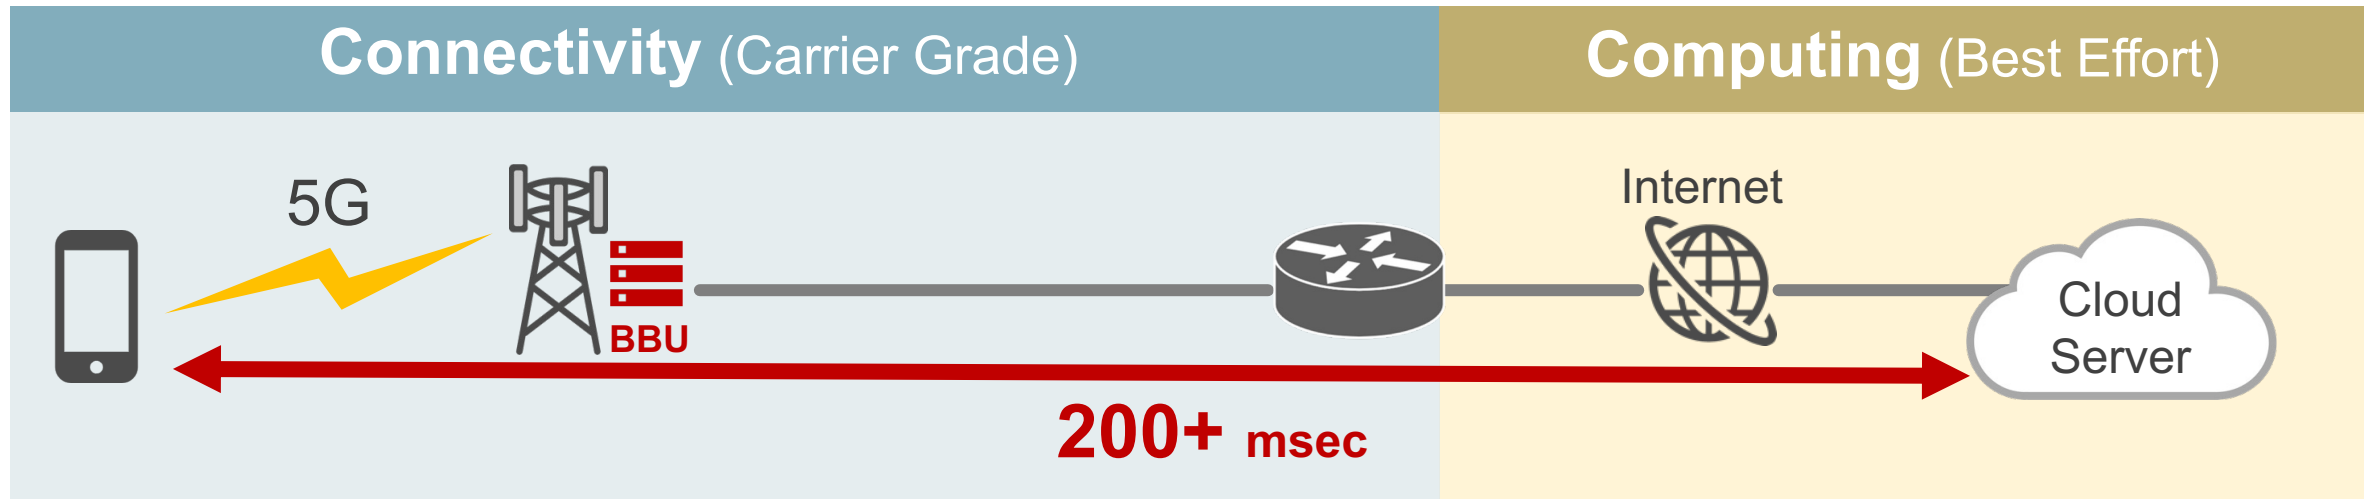 Connectivity (Carrier Grade)
Computing (Best Effort)
5G
BBU
Internet
Cloud
Server
200+ msec